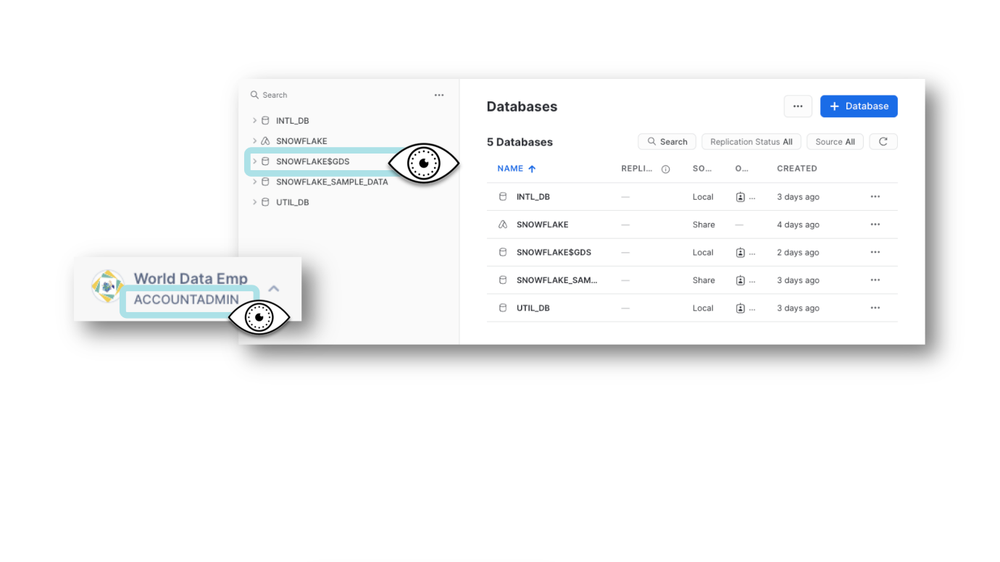 Search
INTL_DB
SNOWFLAKE
SNOWFLAKE$GDS
SNOWFLAKE_SAMPLE_DATA
UTIL_DB
World Data Emp
ACCOUNTADMIN
Databases
... + Database
5 Databases
Search
Replication Status All
Source All
NAME REPLI... SO... O... CREATED
INTL_DB — Local ... 3 days ago ...
SNOWFLAKE — Share — 4 days ago ...
SNOWFLAKE$GDS — Local ... 2 days ago ...
SNOWFLAKE_SAM... — Share ... 3 days ago ...
UTIL_DB — Local ... 3 days ago ...